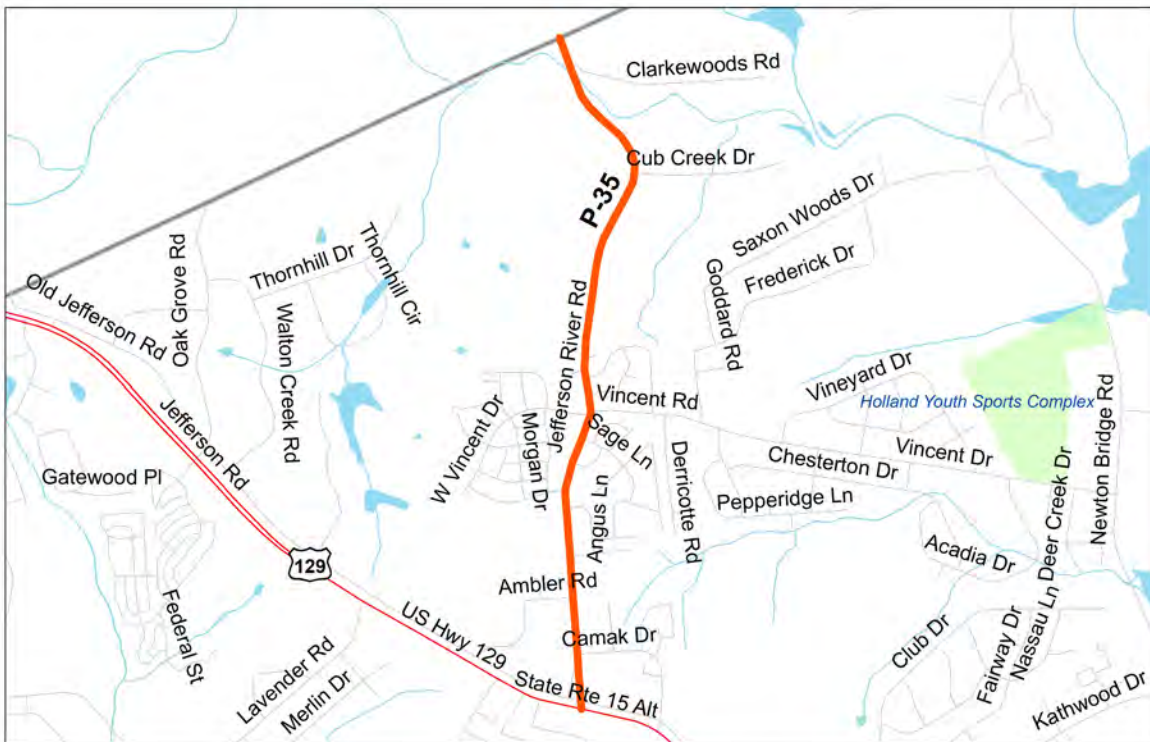 Clarkewoods Rd
Cub Creek Dr
P-35
Saxon Woods Dr
Frederick Dr
Goddard Rd
Thornhill Dr
Thornhill Cir
Oak Grove Rd
Old Jefferson Rd
Walton Creek Rd
Jefferson River Rd
Jefferson Rd
Vineyard Dr
Holland Youth Sports Complex
Vincent Rd
W Vincent Dr
Morgan Dr
Sage Ln
Derricotte Rd
Vincent Dr
Chesterton Dr
Pepperidge Ln
Newton Bridge Rd
Deer Creek Dr
Gatewood Pl
Angus Ln
129
Ambler Rd
Acadia Dr
Federal St
US Hwy 129
Camak Dr
Club Dr
Fairway Dr
Nassau Ln
Lavender Rd
Merlin Dr
State Rte 15 Alt
Kathwood Dr